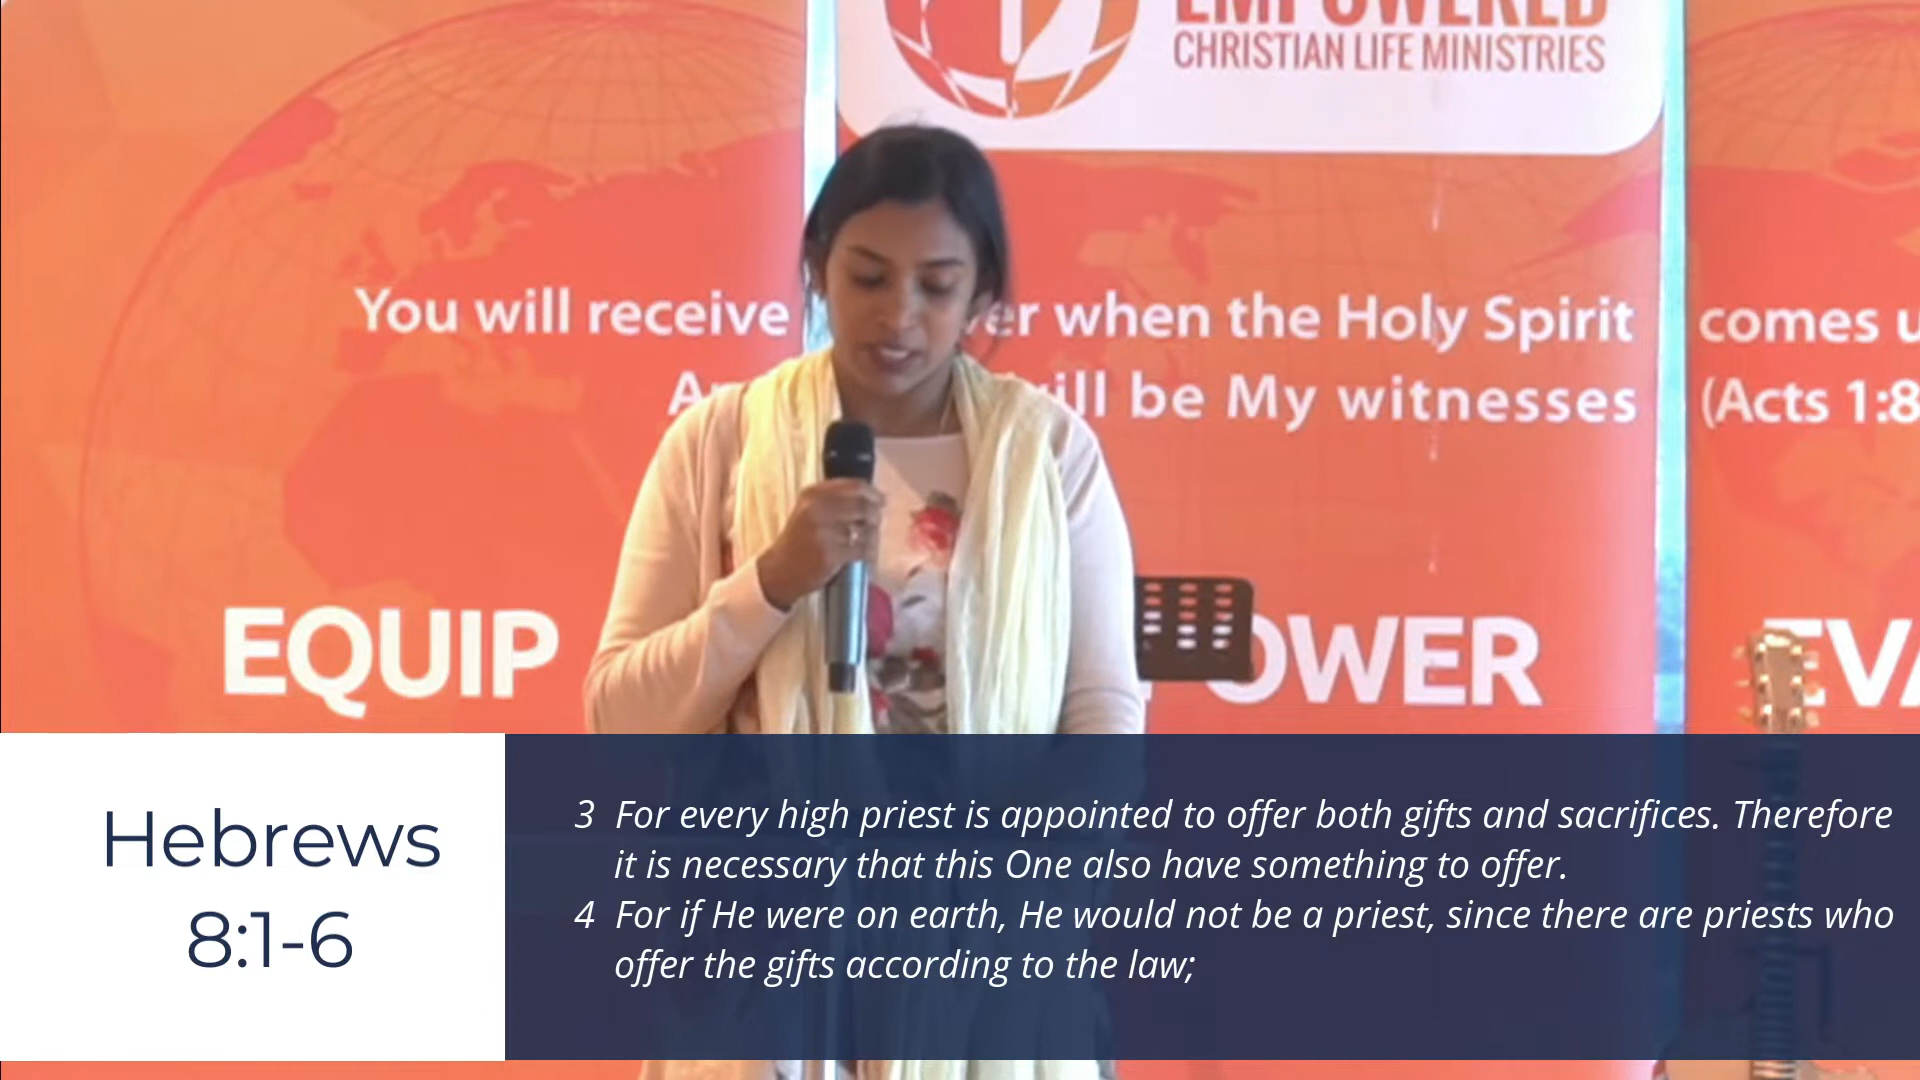 EMPOWERED
CHRISTIAN LIFE MINISTRIES
You will receive when the Holy Spirit comes
will be My witnesses (Acts 1:8
EQUIP
Hebrews
8:1-6
3 For every high priest is appointed to offer both gifts and sacrifices. Therefore
it is necessary that this One also have something to offer.
4 For if He were on earth, He would not be a priest, since there are priests who
offer the gifts according to the law;